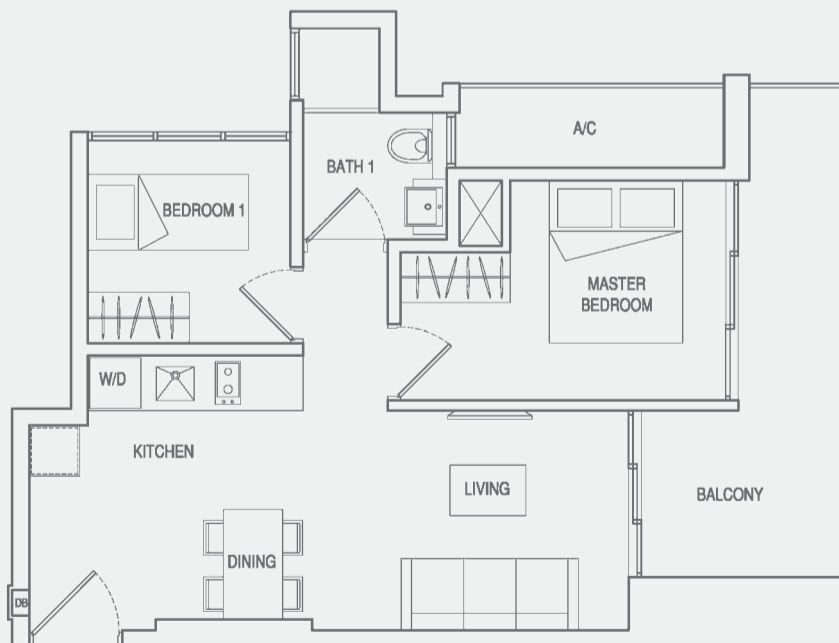 A/C
BATH 1
BEDROOM 1
MASTER
BEDROOM
W/D
KITCHEN
LIVING
BALCONY
DINING
DB